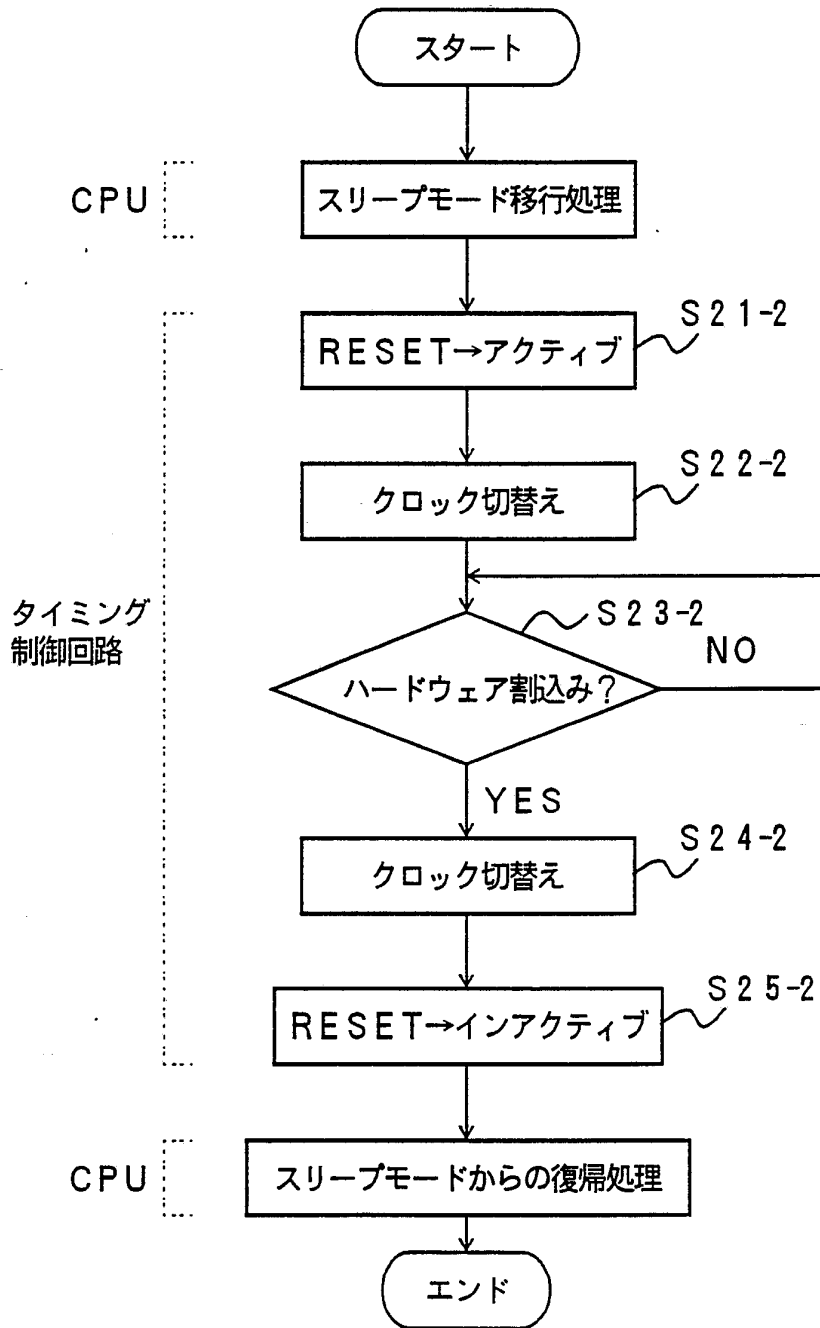 スタート
CPU
スリープモード移行処理
S21-2
RESET→アクティブ
S22-2
クロック切替え
タイミング
制御回路
S23-2
NO
ハードウェア割込み?
YES
S24-2
クロック切替え
S25-2
RESET→インアクティブ
CPU
スリープモードからの復帰処理
エンド